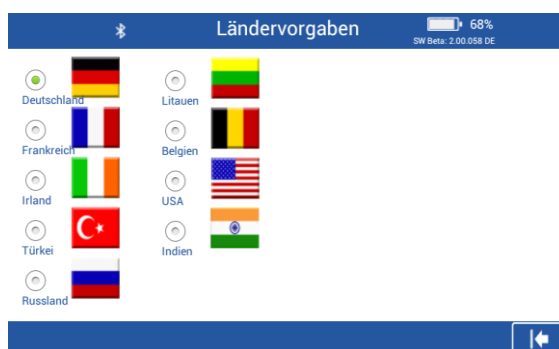 Ländervorgaben
68%
SW Beta: 2.00.058 DE
Deutschland
Litauen
Frankreich
Belgien
Irland
USA
Türkei
Indien
Russland